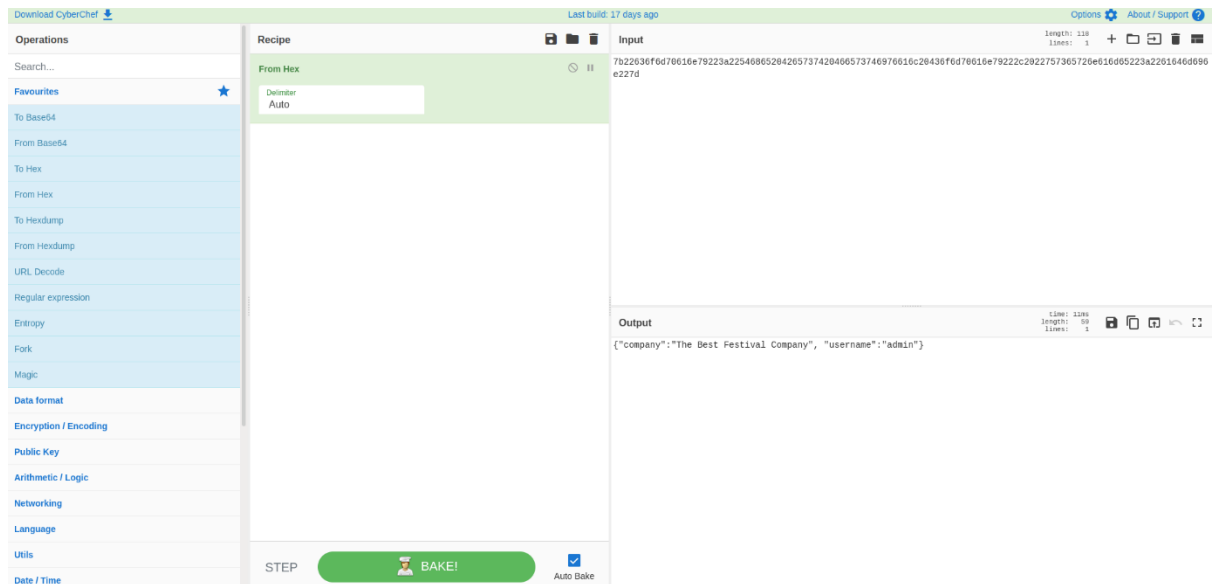 Download CyberChef
Last build: 17 days ago
Options
About / Support
Operations
Search...
Favourites
To Base64
From Base64
To Hex
From Hex
To Hexdump
From Hexdump
URL Decode
Regular expression
Entropy
Fork
Magic
Data format
Encryption / Encoding
Public Key
Arithmetic / Logic
Networking
Language
Utils
Date / Time
Recipe
From Hex
Delimiter
Auto
STEP
BAKE!
Auto Bake
Input
length: 118
lines: 1
7b22636f6d70616e79223a22546865204265737420466573746976616c20436f6d70616e79222c2022757365726e616d65223a2261646d696
e227d
Output
time: 11ms
length: 59
lines: 1
{"company":"The Best Festival Company", "username":"admin"}